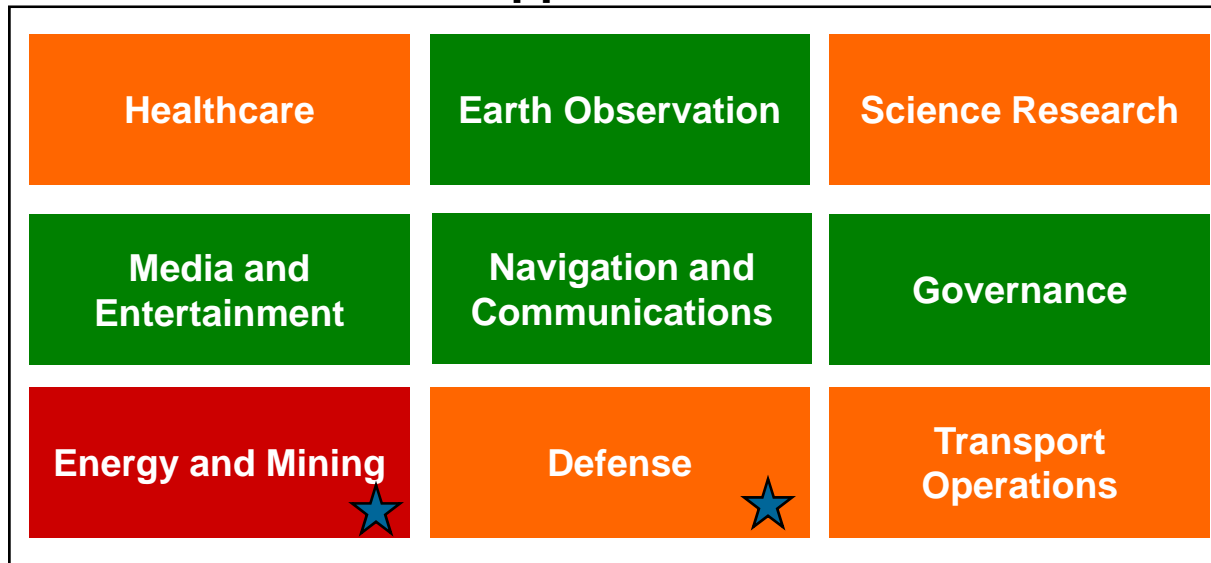 Healthcare
Earth Observation
Science Research
Media and
Entertainment
Navigation and
Communications
Governance
Energy and Mining
Defense
Transport
Operations